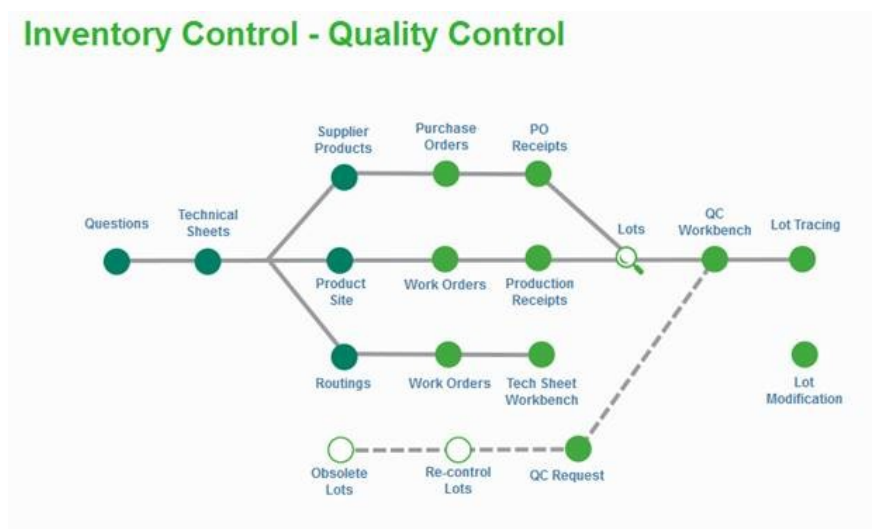 Inventory Control - Quality Control
Supplier
Products
Purchase
Orders
PO
Receipts
Questions
Technical
Sheets
Lots
QC
Workbench
Lot Tracing
Product
Site
Work Orders
Production
Receipts
Routings
Work Orders
Tech Sheet
Workbench
Lot
Modification
Obsolete
Lots
Re-control
Lots
QC Request